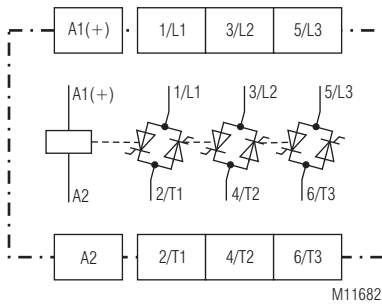 A1(+) 1/L1 3/L2 5/L3
1/L1 3/L2 5/L3
A1(+)
A2
2/T1 4/T2 6/T3
A2 2/T1 4/T2 6/T3
M11682